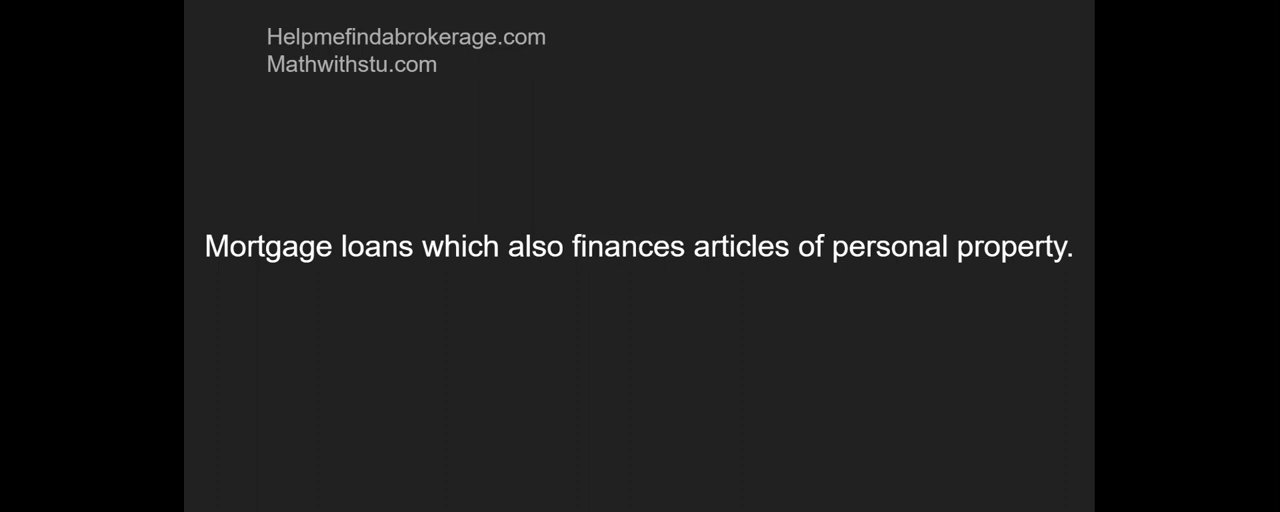 Helpmefindabrokerage.com
Mathwithstu.com
Mortgage loans which also finances articles of personal property.